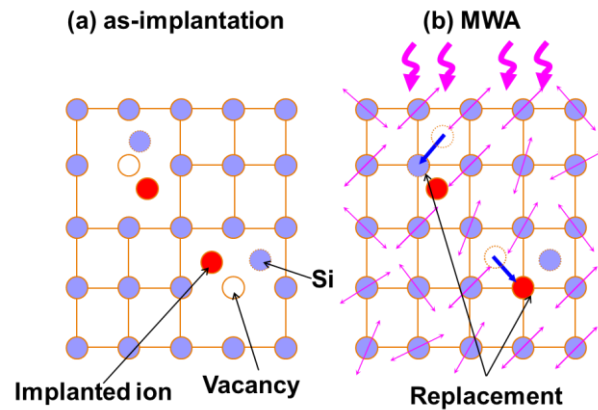 (a) as-implantation
(b) MWA
Si
Implanted ion
Vacancy
Replacement